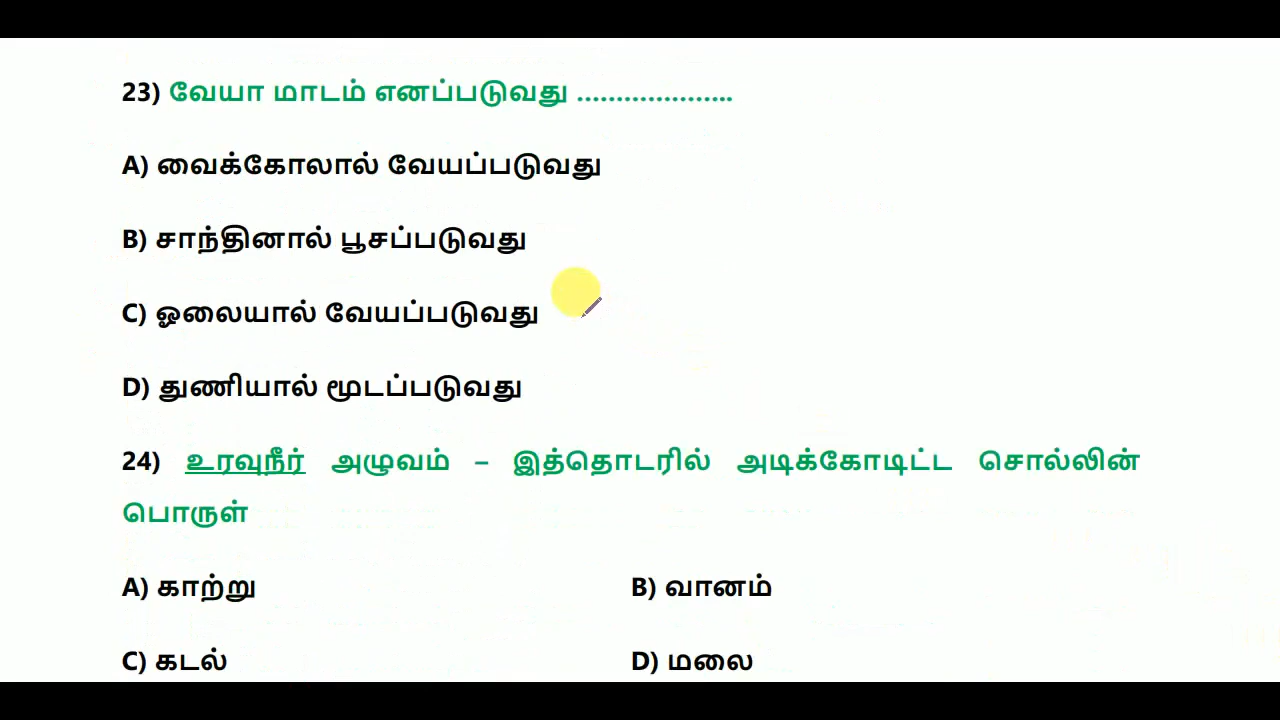 23) வேயா மாடம் எனப்படுவது ....................
A) வைக்கோலால் வேயப்படுவது
B) சாந்தினால் பூசப்படுவது
C) ஓலையால் வேயப்படுவது
D) துணியால் மூடப்படுவது
24) உரவுநீர் அழுவம் – இத்தொடரில் அடிக்கோடிட்ட சொல்லின்
பொருள்
A) காற்று B) வானம்
C) கடல் D) மலை